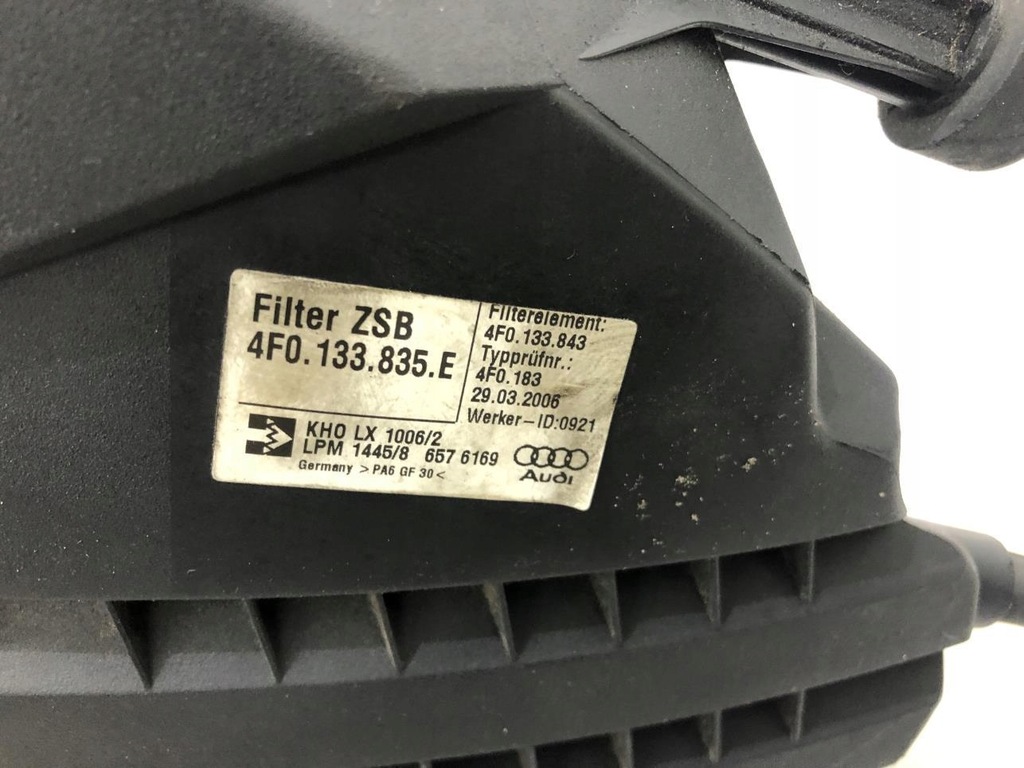 Filter ZSB
4F0.133.835.E
Filterelement:
4F0.133.843
Typprüfnr.:
4F0.183
29.03.2006
Werker-ID:0921
KHO LX 1006/2
LPM 1445/8 657 6169
Germany >PA6 GF 30<
Audi